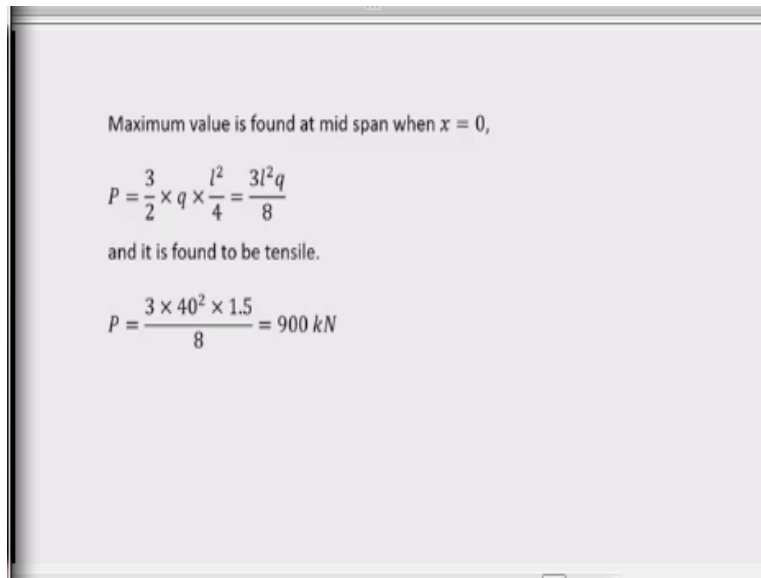 Maximum value is found at mid span when x = 0,
P = 3/2 × q × l²/4 = 3l²q/8
and it is found to be tensile.
P = (3 × 40² × 1.5)/8 = 900 kN